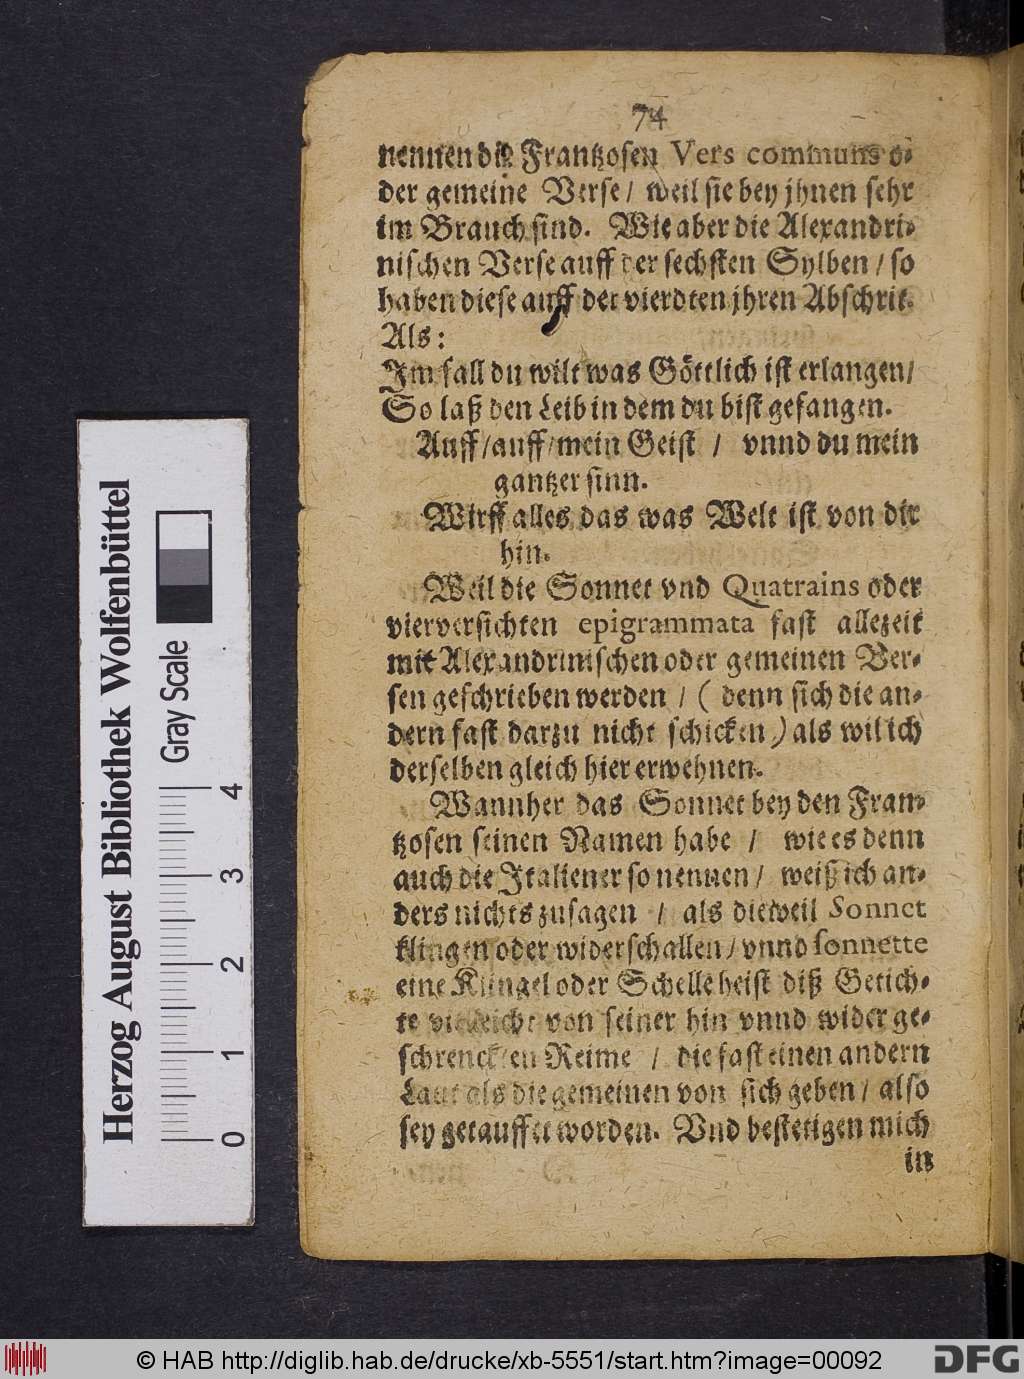 74
nennen die Frantzosen Vers communs o-
der gemeine Verse / weil sie bey jhnen sehr
im Brauch sind. Wie aber die Alexandri-
nischen Verse auff der sechsten Sylben / so
haben diese auff der vierdten jhren Abschrit.
Als:
Im fall du wilt was Göttlich ist erlangen /
So laß den Leib in dem du bist gefangen.
Auff / auff / mein Geist / vnnd du mein
gantzer sinn.
Wirff alles das was Welt ist von dir
hin.
Weil die Sonnet vnd Quatrains oder
vierversichten epigrammata fast allezeit
mit Alexandrinischen oder gemeinen Ver-
sen geschrieben werden / ( denn sich die an-
dern fast darzu nicht schicken ) als wil ich
derselben gleich hier erwehnen.
Wannher das Sonnet bey den Fran-
tzosen seinen Namen habe / wie es denn
auch die Italiener so nennen / weiß ich an-
ders nichts zusagen / als dieweil Sonnet
klingen oder widerschallen / vnnd sonnette
eine Klingel oder Schelle heist diß Getich-
te vielleicht von seiner hin vnnd wider ge-
schrenckten Reime / die fast einen andern
Laut als die gemeinen von sich geben / also
sey getauffet worden. Vnd bestetigen mich
in
Herzog August Bibliothek Wolfenbüttel
Gray Scale
0 1 2 3 4
© HAB http://diglib.hab.de/drucke/xb-5551/start.htm?image=00092
DFG